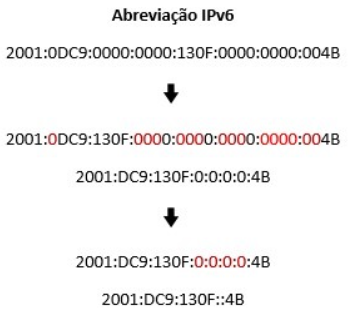 Abreviação IPv6
2001:0DC9:0000:0000:130F:0000:0000:004B
2001:0DC9:130F:0000:0000:0000:0000:004B
2001:DC9:130F:0:0:0:0:4B
2001:DC9:130F:0:0:0:0:4B
2001:DC9:130F::4B